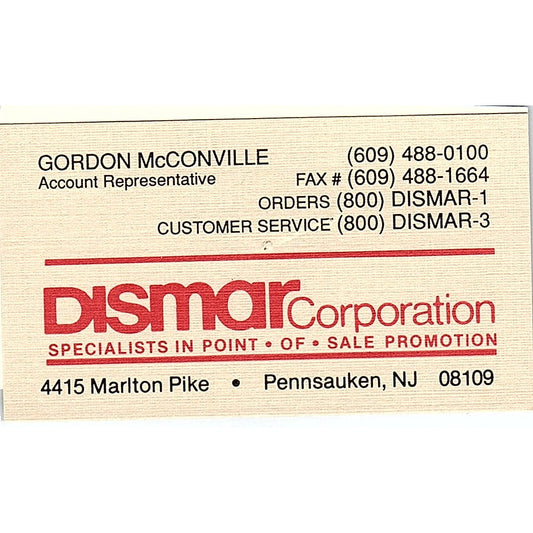 GORDON McCONVILLE (609) 488-0100
Account Representative FAX # (609) 488-1664
ORDERS (800) DISMAR-1
CUSTOMER SERVICE (800) DISMAR-3
Dismar Corporation
SPECIALISTS IN POINT • OF • SALE PROMOTION
4415 Marlton Pike • Pennsauken, NJ 08109